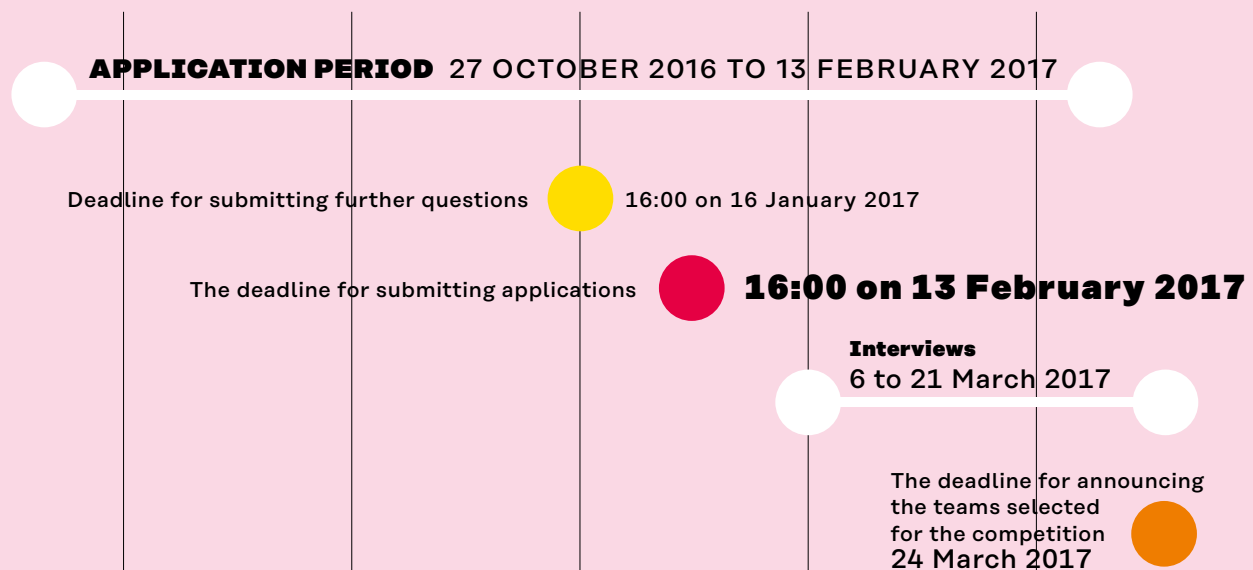 APPLICATION PERIOD 27 OCTOBER 2016 TO 13 FEBRUARY 2017
Deadline for submitting further questions 16:00 on 16 January 2017
The deadline for submitting applications 16:00 on 13 February 2017
Interviews
6 to 21 March 2017
The deadline for announcing
the teams selected
for the competition
24 March 2017